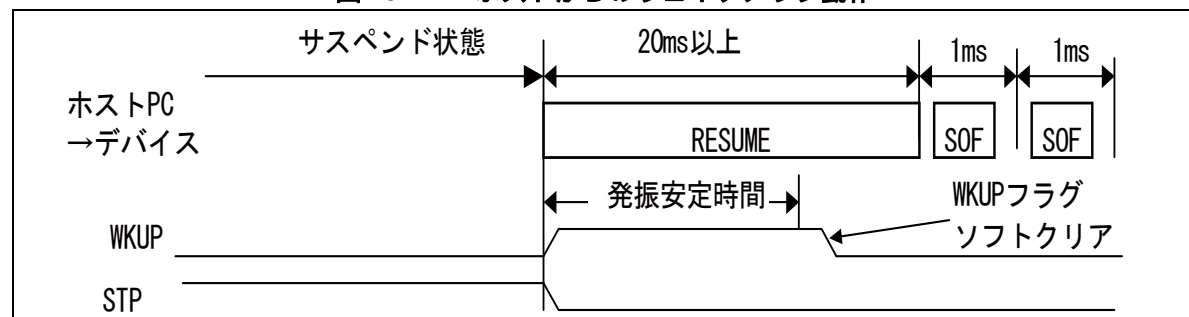 サスペンド状態 20ms以上 1ms 1ms
ホストPC
→デバイス
RESUME SOF SOF
発振安定時間 WKUPフラグ
ソフトクリア
WKUP
STP